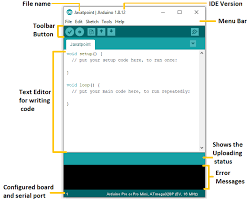 File name
IDE Version
Javatpoint | Arduino 1.8.12
File Edit Sketch Tools Help
Menu Bar
Toolbar
Button
Javatpoint
void setup() {
// put your setup code here, to run once:
}
void loop() {
// put your main code here, to run repeatedly:
}
Text Editor
for writing
code
Shows the
Uploading
status
Error
Messages
Configured board
and serial port
Arduino Pro or Pro Mini, ATmega328P (5V, 16 MHz)